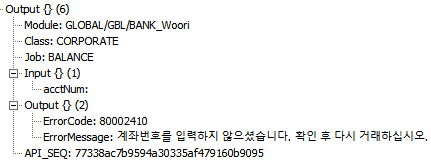 Output {} (6)
Module: GLOBAL/GBL/BANK_Woori
Class: CORPORATE
Job: BALANCE
Input {} (1)
acctNum:
Output {} (2)
ErrorCode: 80002410
ErrorMessage: 계좌번호를 입력하지 않으셨습니다. 확인 후 다시 거래하십시오.
API_SEQ: 77338ac7b9594a30335af479160b9095